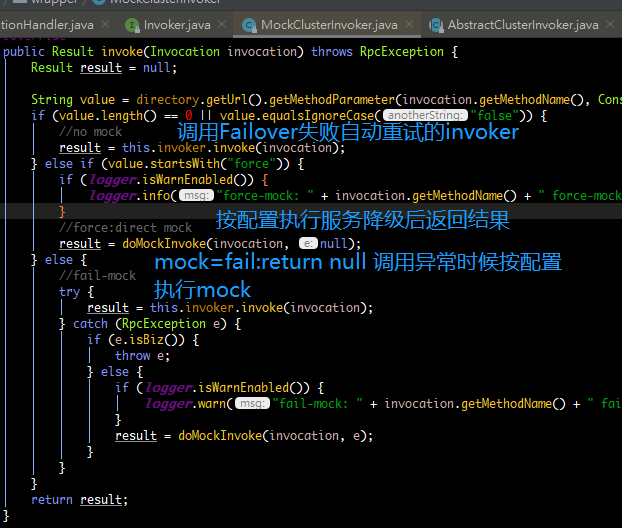 tionHandler.java × Invoker.java × MockClusterInvoker.java × AbstractClusterInvoker.java ×
public Result invoke(Invocation invocation) throws RpcException {
Result result = null;
String value = directory.getUrl().getMethodParameter(invocation.getMethodName(), Cons
if (value.length() == 0 || value.equalsIgnoreCase( anotherString: "false")) {
//no mock 调用Failover失败自动重试的invoker
result = this.invoker.invoke(invocation);
} else if (value.startsWith("force")) {
if (logger.isWarnEnabled()) {
logger.info( msg: "force-mock: " + invocation.getMethodName() + " force-mock
} 按配置执行服务降级后返回结果
//force:direct mock
result = doMockInvoke(invocation, e: null);
} else { mock=fail:return null 调用异常时候按配置
//fail-mock 执行mock
try {
result = this.invoker.invoke(invocation);
} catch (RpcException e) {
if (e.isBiz()) {
throw e;
} else {
if (logger.isWarnEnabled()) {
logger.warn( msg: "fail-mock: " + invocation.getMethodName() + " fai
}
result = doMockInvoke(invocation, e);
}
}
}
return result;
}